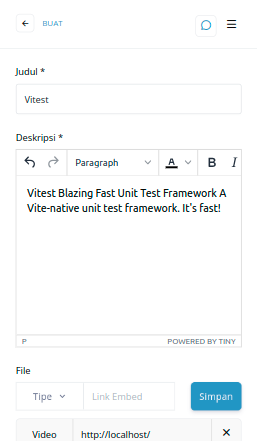 BUAT
Judul *
Vitest
Deskripsi *
Paragraph A B I
Vitest Blazing Fast Unit Test Framework A
Vite-native unit test framework. It's fast!
P POWERED BY TINY
File
Tipe Link Embed Simpan
Video http://localhost/